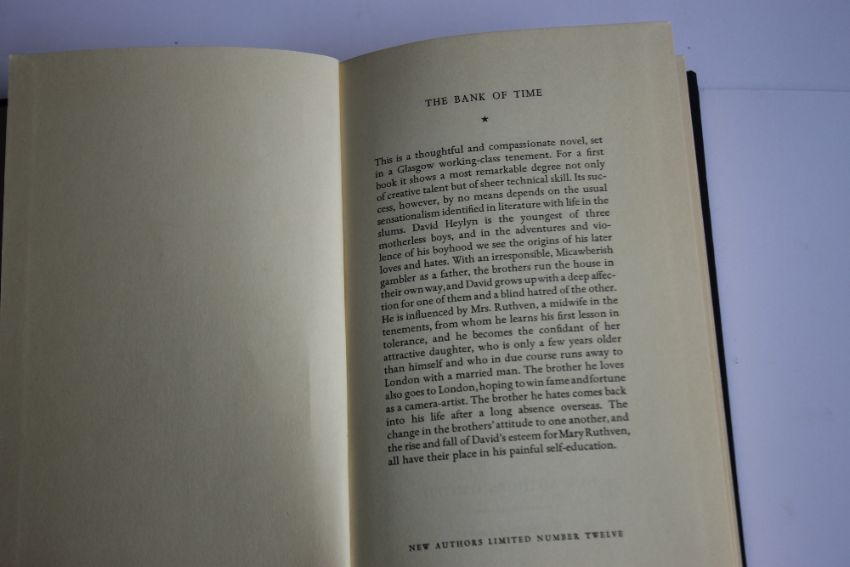 THE BANK OF TIME
★
This is a thoughtful and compassionate novel, set
in a Glasgow working-class tenement. For a first
book it shows a most remarkable degree not only
of creative talent but of sheer technical skill. Its suc-
cess, however, by no means depends on the usual
sensationalism identified in literature with life in the
slums. David Heylyn is the youngest of three
motherless boys, and in the adventures and vio-
lence of his boyhood we see the origins of his later
loves and hates. With an irresponsible, Micawberish
gambler as a father, the brothers run the house in
their own way, and David grows up with a deep affec-
tion for one of them and a blind hatred of the other.
He is influenced by Mrs. Ruthven, a midwife in the
tenements, from whom he learns his first lesson in
tolerance, and he becomes the confidant of her
attractive daughter, who is only a few years older
than himself and who in due course runs away to
London with a married man. The brother he loves
also goes to London, hoping to win fame and fortune
as a camera-artist. The brother he hates comes back
into his life after a long absence overseas. The
change in the brothers' attitude to one another, and
the rise and fall of David's esteem for Mary Ruthven,
all have their place in his painful self-education.
NEW AUTHORS LIMITED NUMBER TWELVE